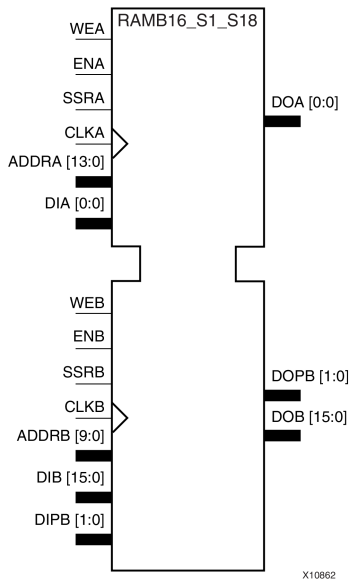 RAMB16_S1_S18
WEA
ENA
SSRA
CLKA
ADDRA [13:0]
DIA [0:0]
DOA [0:0]
WEB
ENB
SSRB
CLKB
ADDRB [9:0]
DIB [15:0]
DIPB [1:0]
DOPB [1:0]
DOB [15:0]
X10862